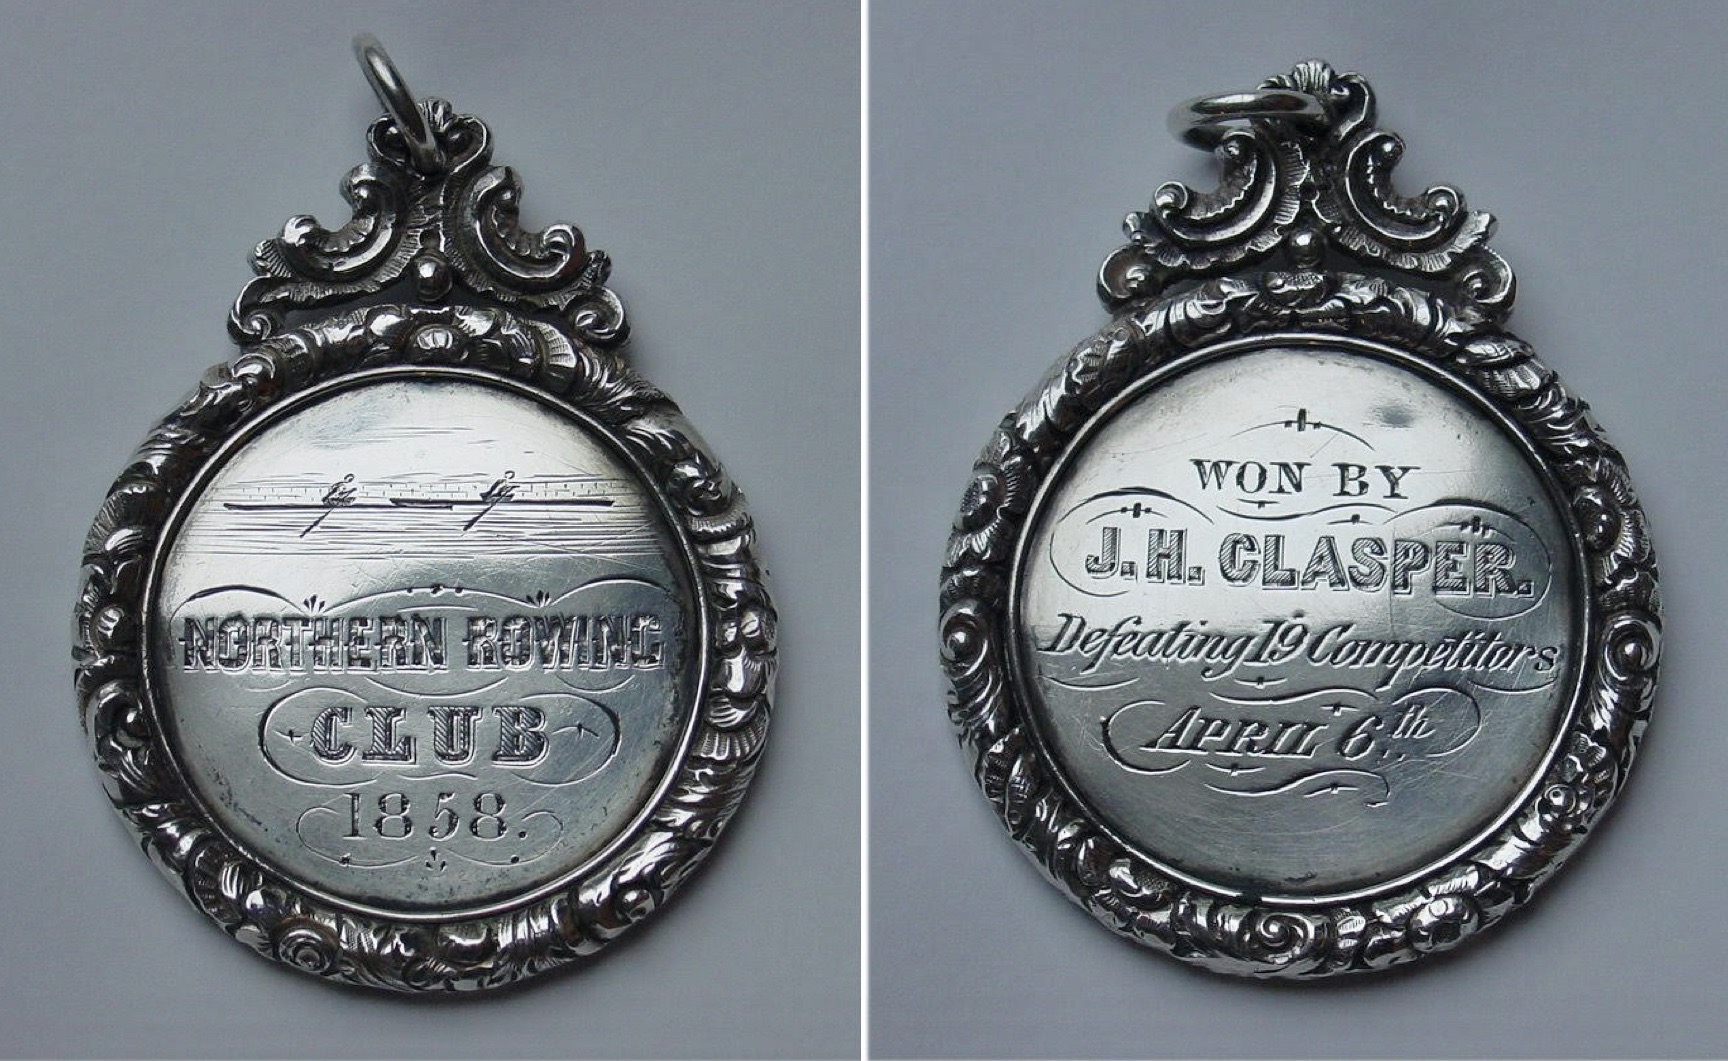 NORTHERN ROWING
CLUB
1858.
WON BY
J. H. CLASPER.
Defeating 19 Competitors
APRIL 6th